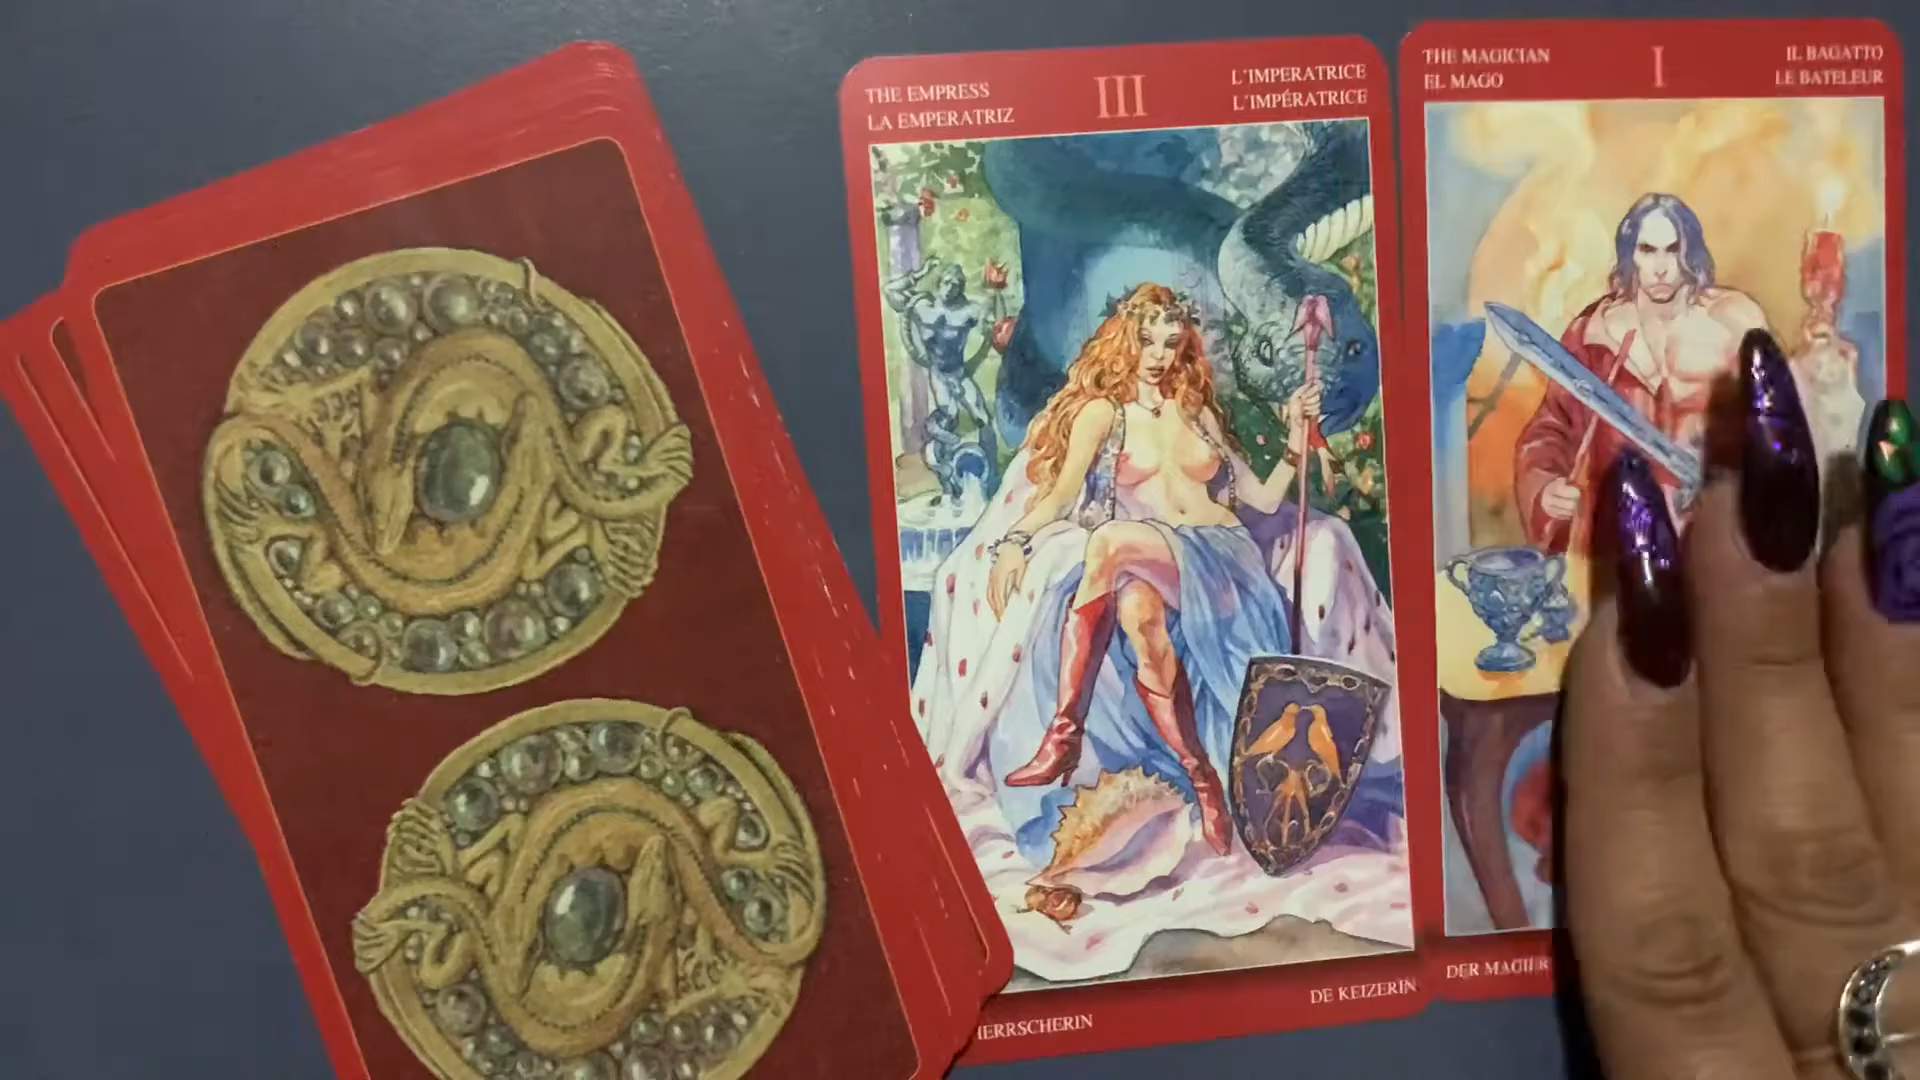 THE EMPRESS
LA EMPERATRIZ
III
L'IMPERATRICE
L'IMPÉRATRICE
HERRSCHERIN
DE KEIZERIN
THE MAGICIAN
EL MAGO
I
IL BAGATTO
LE BATELEUR
DER MAGIER